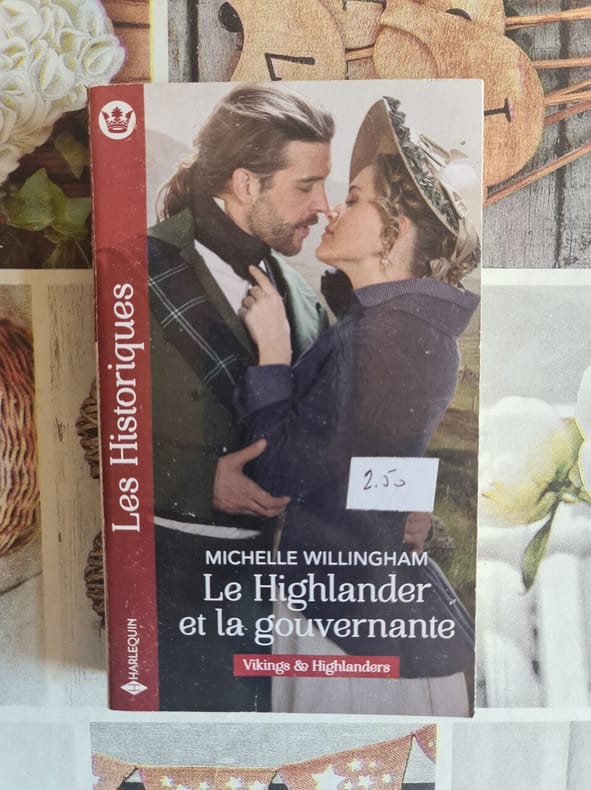 Les Historiques
HARLEQUIN
2.50
MICHELLE WILLINGHAM
Le Highlander
et la gouvernante
Vikings & Highlanders